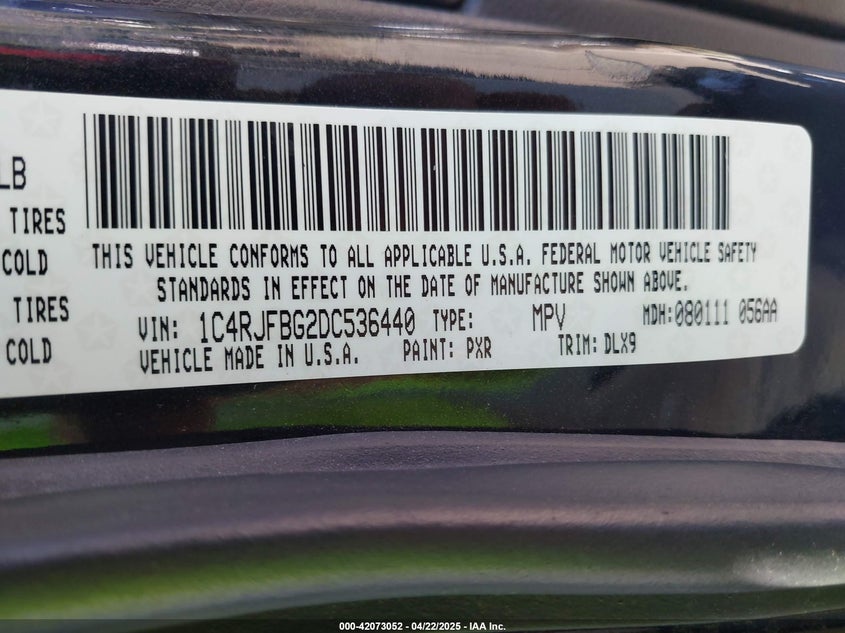 LB
TIRES
COLD
TIRES
COLD
THIS VEHICLE CONFORMS TO ALL APPLICABLE U.S.A. FEDERAL MOTOR VEHICLE SAFETY
STANDARDS IN EFFECT ON THE DATE OF MANUFACTURE SHOWN ABOVE.
VIN: 1C4RJFBG2DC536440 TYPE: MPV MDH:080111 056AA
VEHICLE MADE IN U.S.A. PAINT: PXR TRIM: DLX9
000-42073052 - 04/22/2025 - IAA Inc.